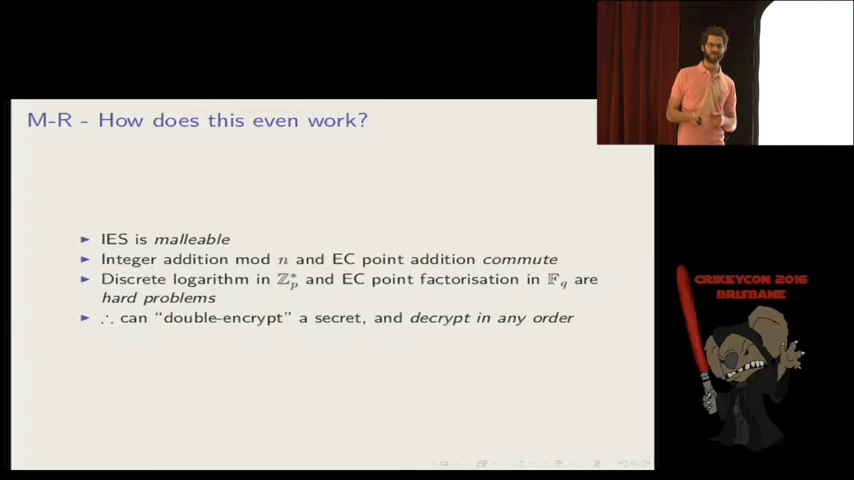 M-R - How does this even work?
► IES is malleable
► Integer addition mod n and EC point addition commute
► Discrete logarithm in ℤ*ₚ and EC point factorisation in 𝔽q are
hard problems
► ∴ can “double-encrypt” a secret, and decrypt in any order
CRIKEYCON 2016
BRISBANE